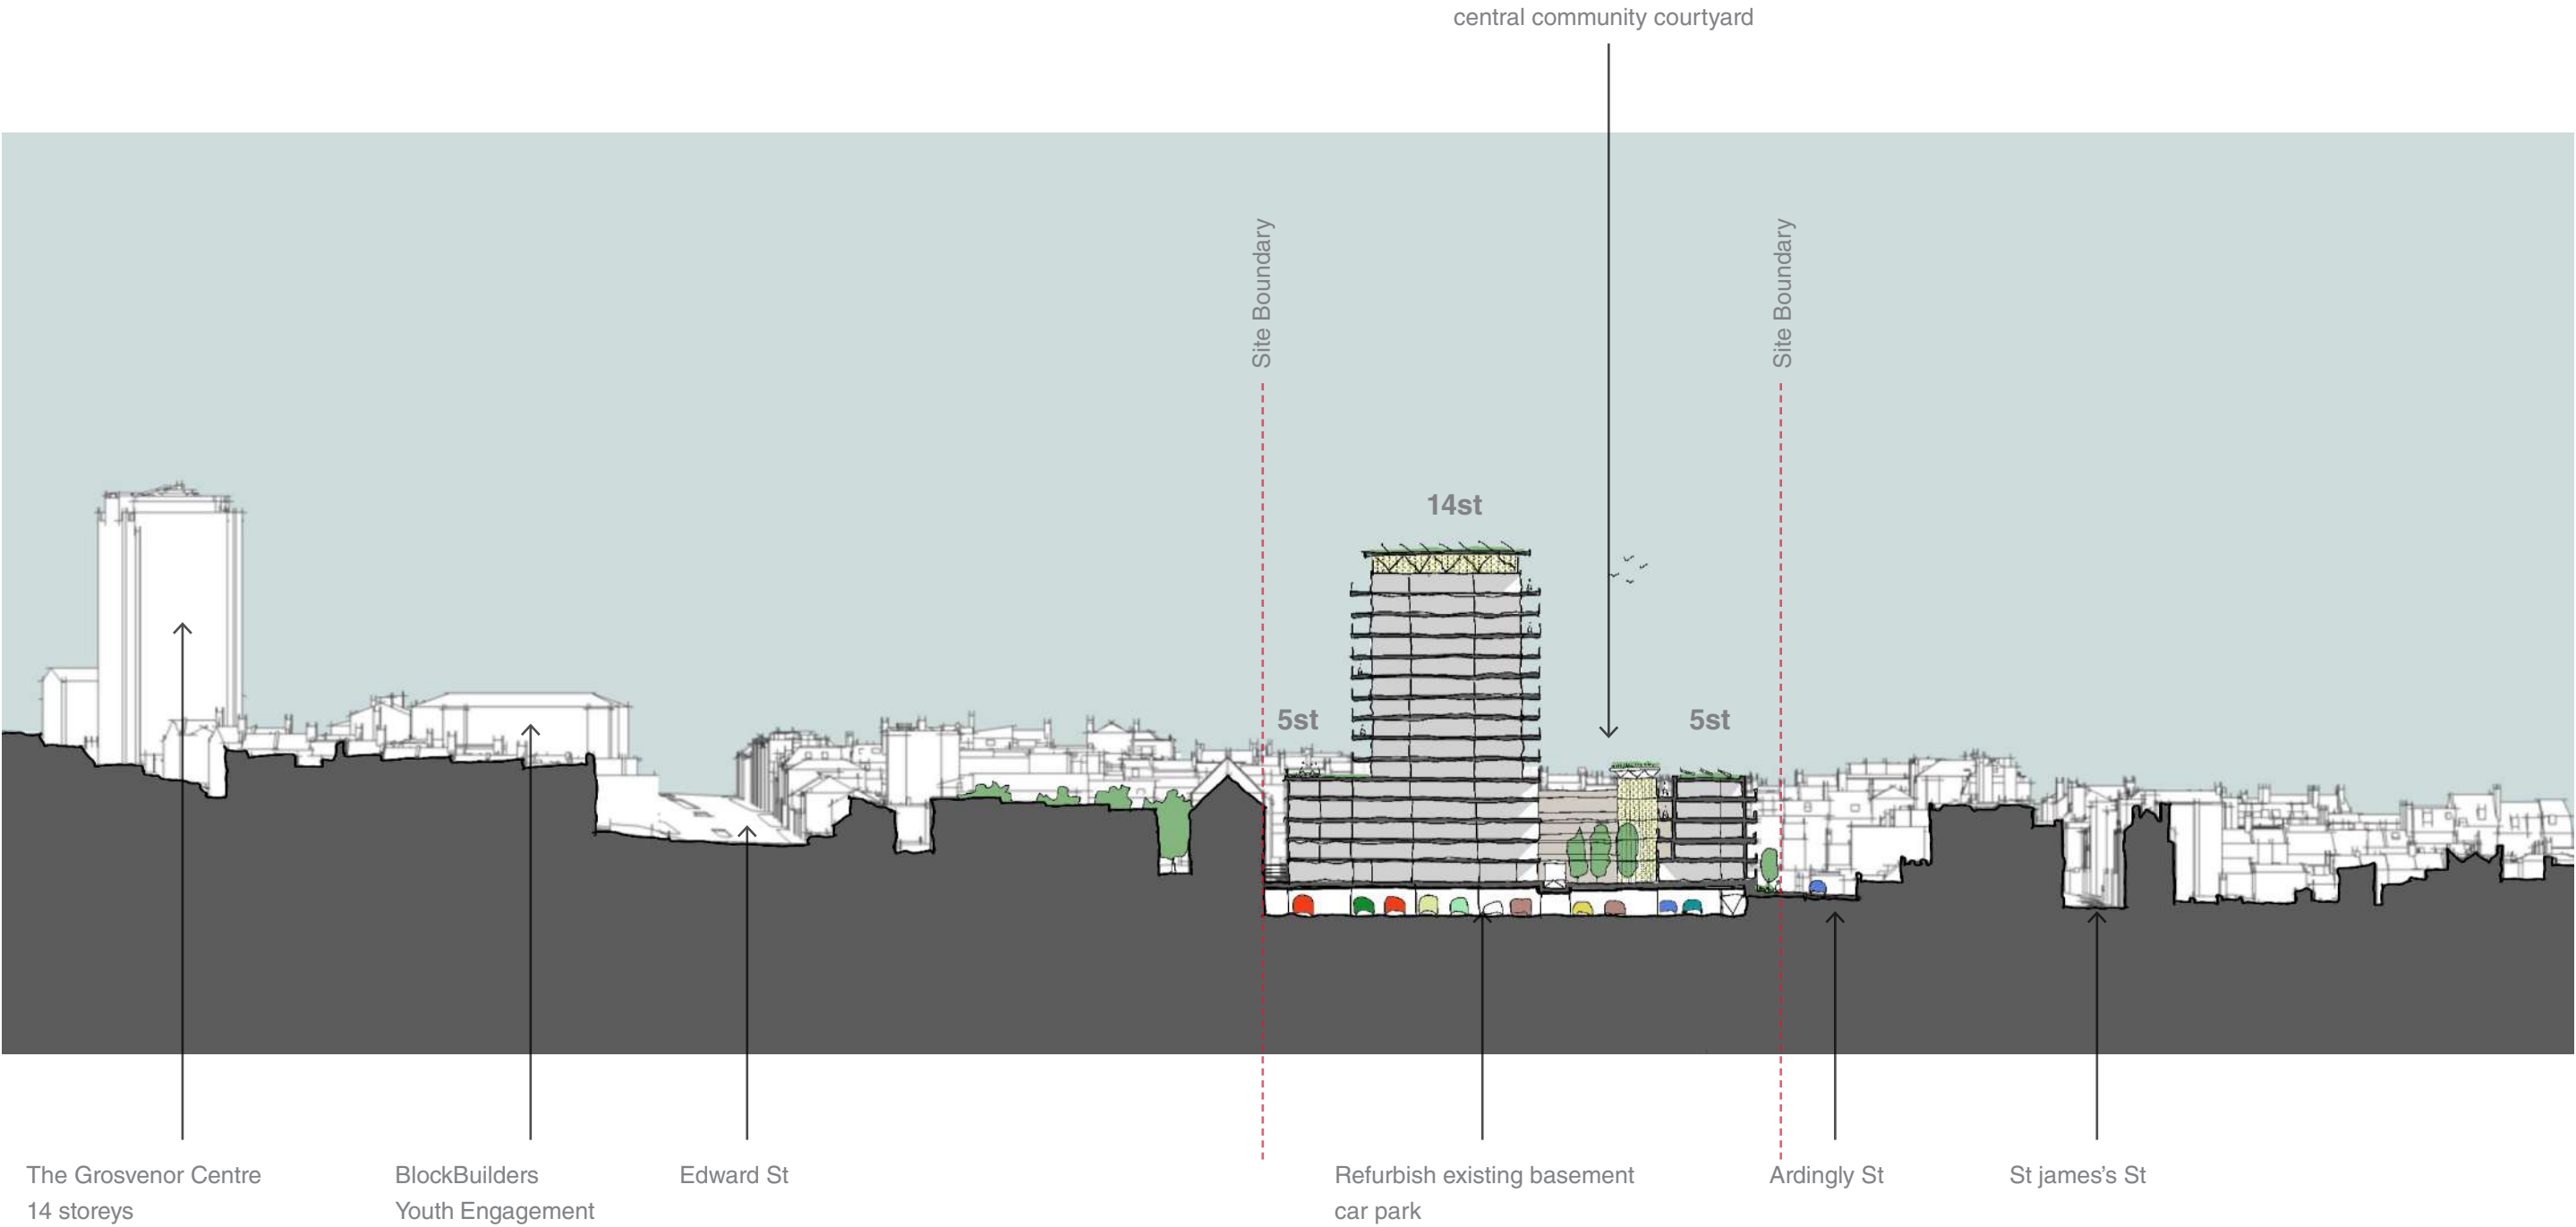 central community courtyard
Site Boundary
Site Boundary
14st
5st
5st
The Grosvenor Centre
14 storeys
BlockBuilders
Youth Engagement
Edward St
Refurbish existing basement
car park
Ardingly St
St james's St